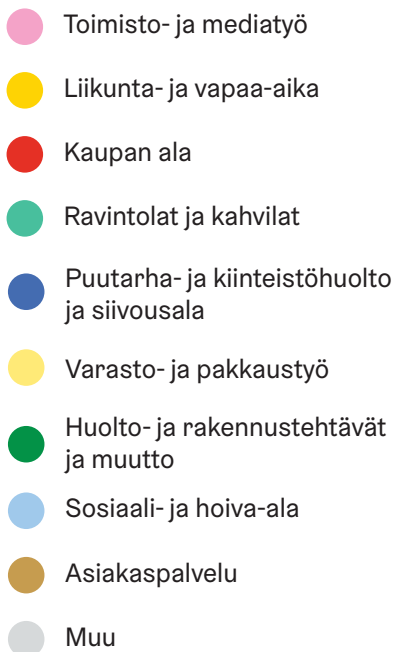 Toimisto- ja mediatyö
Liikunta- ja vapaa-aika
Kaupan ala
Ravintolat ja kahvilat
Puutarha- ja kiinteistöhuolto
ja siivousala
Varasto- ja pakkaustyö
Huolto- ja rakennustehtävät
ja muutto
Sosiaali- ja hoiva-ala
Asiakaspalvelu
Muu